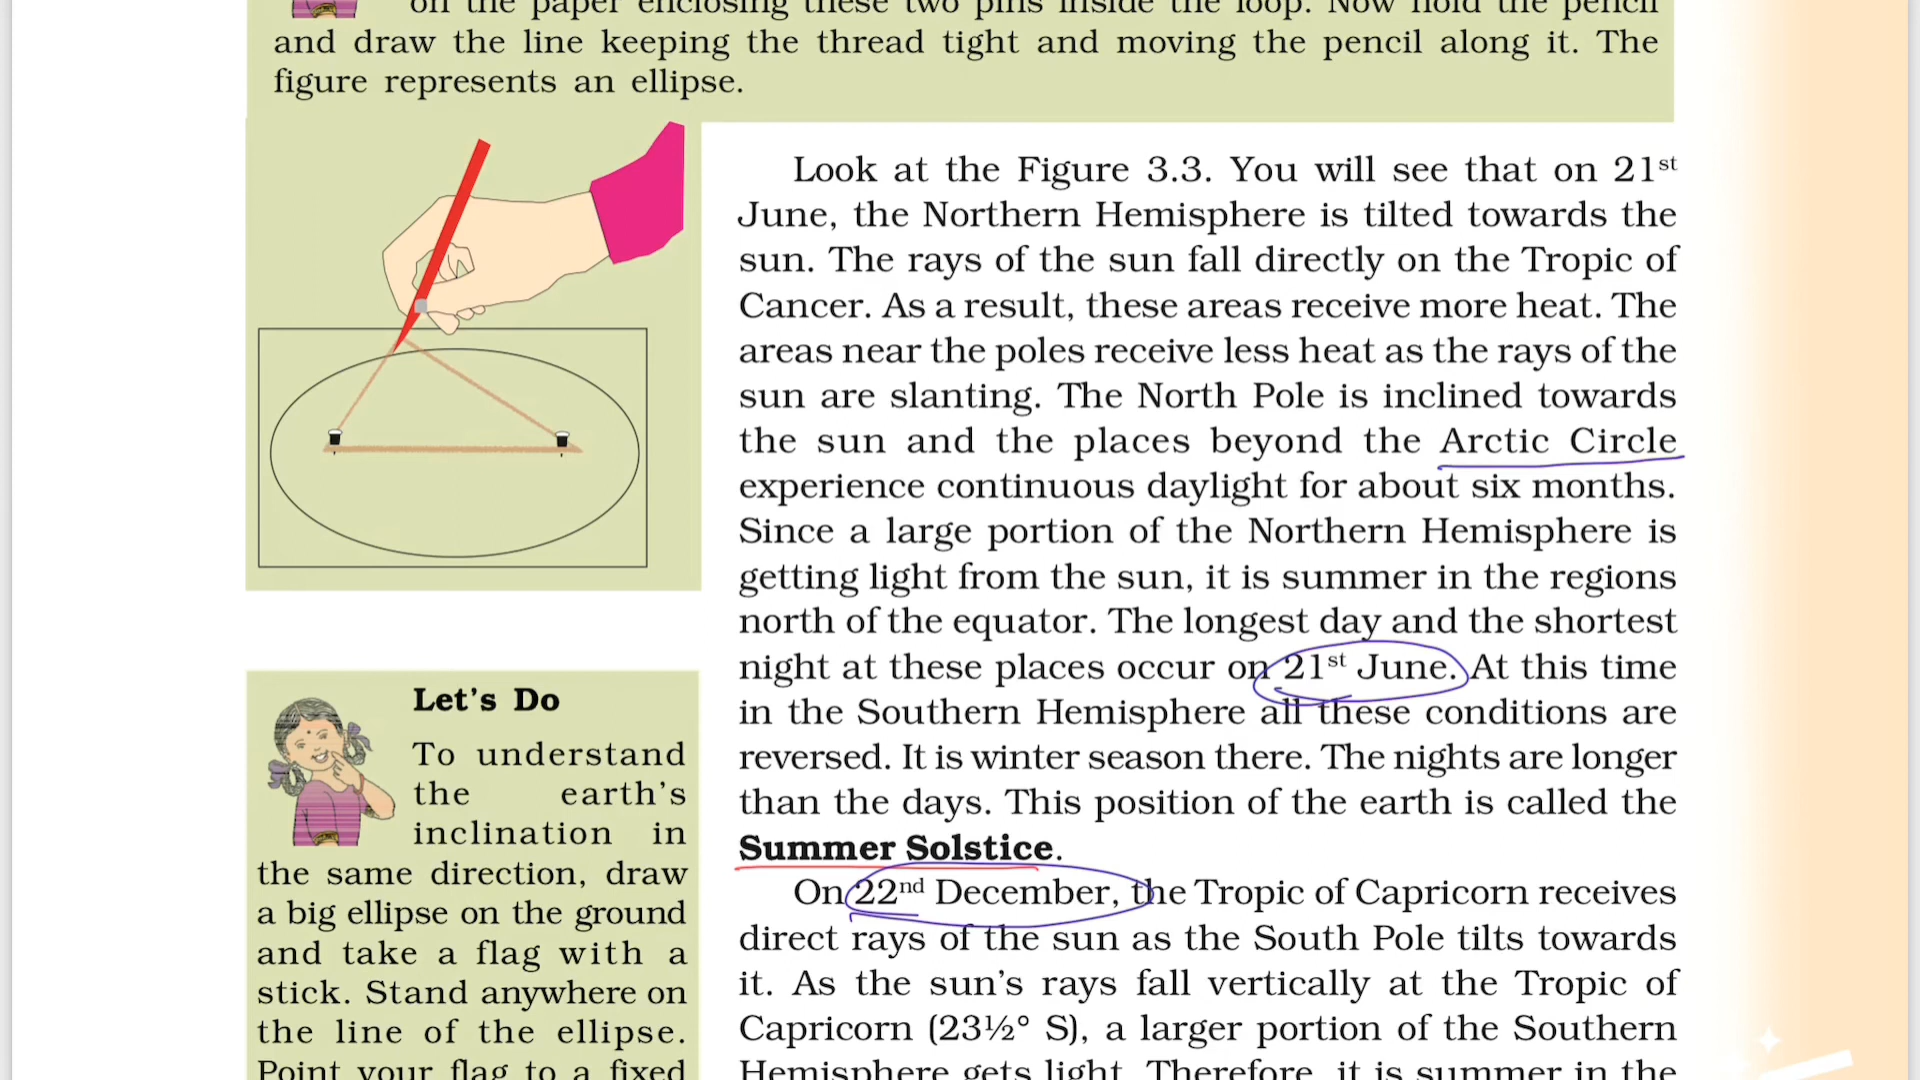 on the paper enclosing these two pins inside the loop. Now hold the pencil
and draw the line keeping the thread tight and moving the pencil along it. The
figure represents an ellipse.
Look at the Figure 3.3. You will see that on 21st
June, the Northern Hemisphere is tilted towards the
sun. The rays of the sun fall directly on the Tropic of
Cancer. As a result, these areas receive more heat. The
areas near the poles receive less heat as the rays of the
sun are slanting. The North Pole is inclined towards
the sun and the places beyond the Arctic Circle
experience continuous daylight for about six months.
Since a large portion of the Northern Hemisphere is
getting light from the sun, it is summer in the regions
north of the equator. The longest day and the shortest
night at these places occur on 21st June. At this time
in the Southern Hemisphere all these conditions are
reversed. It is winter season there. The nights are longer
than the days. This position of the earth is called the
Summer Solstice.
On 22nd December, the Tropic of Capricorn receives
direct rays of the sun as the South Pole tilts towards
it. As the sun's rays fall vertically at the Tropic of
Capricorn (23½° S), a larger portion of the Southern
Hemisphere gets light. Therefore, it is summer in the
Let's Do
To understand
the earth's
inclination in
the same direction, draw
a big ellipse on the ground
and take a flag with a
stick. Stand anywhere on
the line of the ellipse.
Point your flag to a fixed